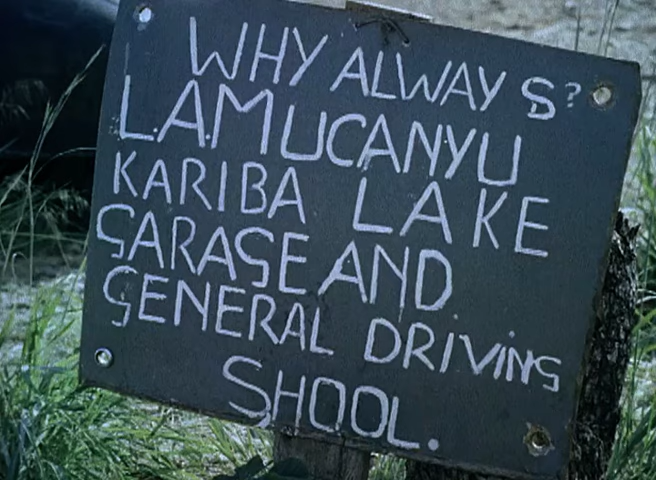 WHY ALWAYS?
LAMUCANYU
KARIBA LAKE
GARAGE AND
GENERAL DRIVING
SHOOL.